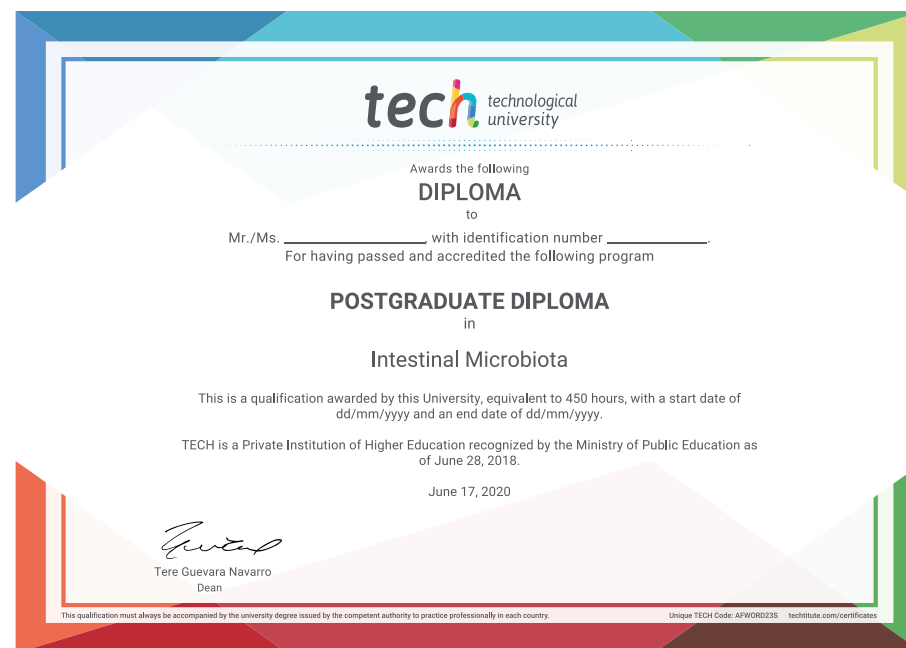 tech technological
university
Awards the following
DIPLOMA
to
Mr./Ms. ____________________, with identification number ______________.
For having passed and accredited the following program
POSTGRADUATE DIPLOMA
in
Intestinal Microbiota
This is a qualification awarded by this University, equivalent to 450 hours, with a start date of
dd/mm/yyyy and an end date of dd/mm/yyyy.
TECH is a Private Institution of Higher Education recognized by the Ministry of Public Education as
of June 28, 2018.
June 17, 2020
Tere Guevara Navarro
Dean
This qualification must always be accompanied by the university degree issued by the competent authority to practice professionally in each country. Unique TECH Code: AFWORD23S techtitute.com/certificates